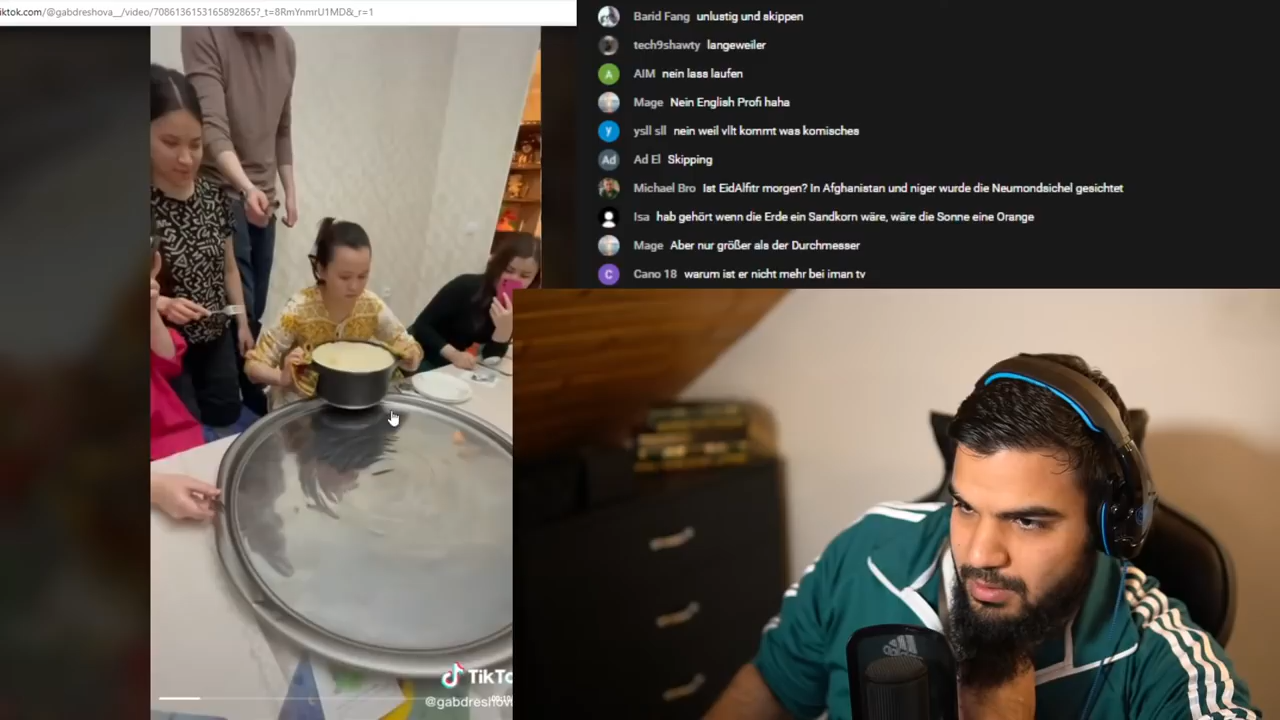 iktok.com/@gabdreshova__/video/7086136153165892865?_t=8RmYnmrU1MD&_r=1
Barid Fang unlustig und skippen
tech9shawty langeweiler
A AIM nein lass laufen
Mage Nein English Profi haha
y ysll sll nein weil vllt kommt was komisches
Ad Ad El Skipping
Michael Bro Ist EidAlfitr morgen? In Afghanistan und niger wurde die Neumondsichel gesichtet
Isa hab gehört wenn die Erde ein Sandkorn wäre, wäre die Sonne eine Orange
Mage Aber nur größer als der Durchmesser
C Cano 18 warum ist er nicht mehr bei iman tv
TikTo
@gabdreshov